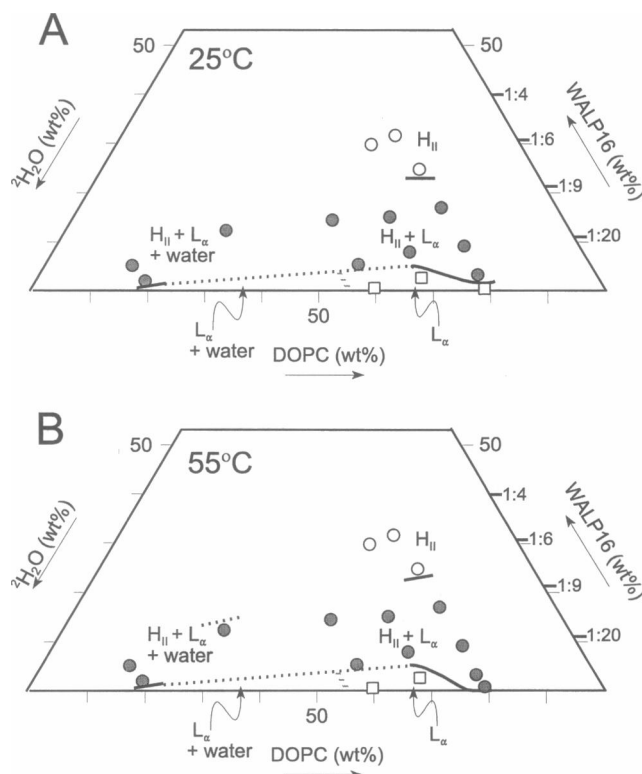 A
25°C
50
50
²H₂O (wt%)
WALP16 (wt%)
1:4
1:6
1:9
1:20
H_II
H_II + L_α
+ water
H_II + L_α
50
L_α
+ water
DOPC (wt%)
L_α
B
55°C
50
50
²H₂O (wt%)
WALP16 (wt%)
1:4
1:6
1:9
1:20
H_II
H_II + L_α
+ water
H_II + L_α
50
L_α
+ water
DOPC (wt%)
L_α